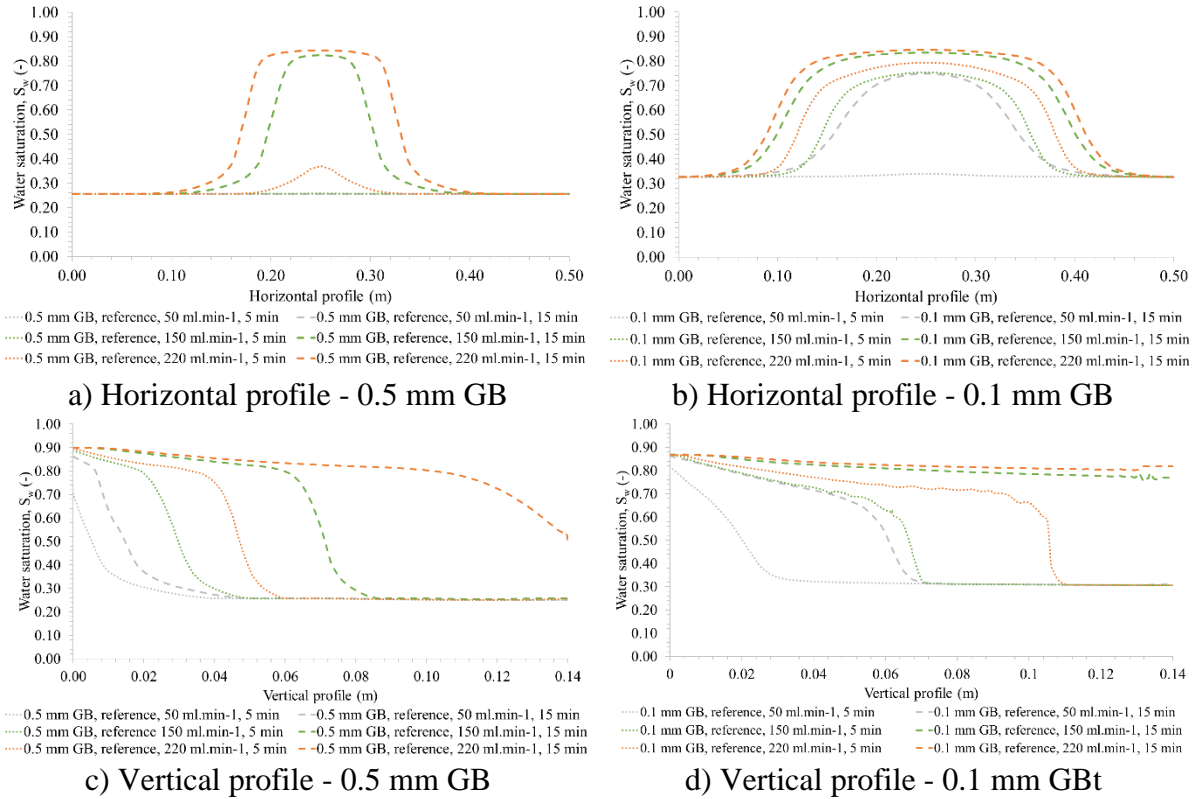 1.00
0.90
0.80
0.70
0.60
0.50
0.40
0.30
0.20
0.10
0.00
Water saturation, Sw (-)
0.00 0.10 0.20 0.30 0.40 0.50
Horizontal profile (m)
0.5 mm GB, reference, 50 ml.min-1, 5 min 0.5 mm GB, reference, 50 ml.min-1, 15 min
0.5 mm GB, reference, 150 ml.min-1, 5 min 0.5 mm GB, reference, 150 ml.min-1, 15 min
0.5 mm GB, reference, 220 ml.min-1, 5 min 0.5 mm GB, reference, 220 ml.min-1, 15 min
a) Horizontal profile - 0.5 mm GB
1.00
0.90
0.80
0.70
0.60
0.50
0.40
0.30
0.20
0.10
0.00
Water saturation, Sw (-)
0.00 0.10 0.20 0.30 0.40 0.50
Horizontal profile (m)
0.1 mm GB, reference, 50 ml.min-1, 5 min 0.1 mm GB, reference, 50 ml.min-1, 15 min
0.1 mm GB, reference, 150 ml.min-1, 5 min 0.1 mm GB, reference, 150 ml.min-1, 15 min
0.1 mm GB, reference, 220 ml.min-1, 5 min 0.1 mm GB, reference, 220 ml.min-1, 15 min
b) Horizontal profile - 0.1 mm GB
1.00
0.90
0.80
0.70
0.60
0.50
0.40
0.30
0.20
0.10
0.00
Water saturation, Sw (-)
0.00 0.02 0.04 0.06 0.08 0.10 0.12 0.14
Vertical profile (m)
0.5 mm GB, reference, 50 ml.min-1, 5 min 0.5 mm GB, reference, 50 ml.min-1, 15 min
0.5 mm GB, reference 150 ml.min-1, 5 min 0.5 mm GB, reference, 150 ml.min-1, 15 min
0.5 mm GB, reference, 220 ml.min-1, 5 min 0.5 mm GB, reference, 220 ml.min-1, 15 min
c) Vertical profile - 0.5 mm GB
1.00
0.90
0.80
0.70
0.60
0.50
0.40
0.30
0.20
0.10
0.00
Water saturation, Sw (-)
0 0.02 0.04 0.06 0.08 0.10 0.12 0.14
Vertical profile (m)
0.1 mm GB, reference, 50 ml.min-1, 5 min 0.1 mm GB, reference, 50 ml.min-1, 15 min
0.1 mm GB, reference, 150 ml.min-1, 5 min 0.1 mm GB, reference, 150 ml.min-1, 15 min
0.1 mm GB, reference, 220 ml.min-1, 5 min 0.1 mm GB, reference, 220 ml.min-1, 15 min
d) Vertical profile - 0.1 mm GBt